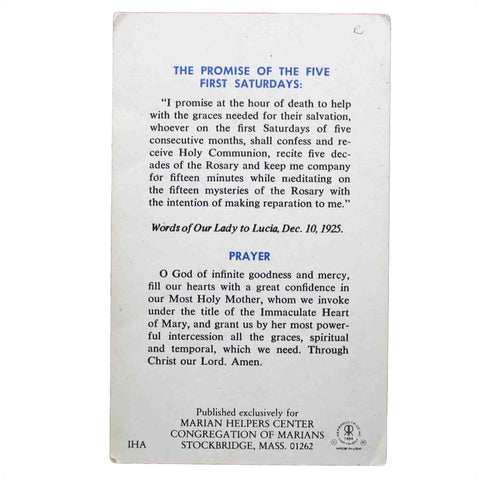 THE PROMISE OF THE FIVE
FIRST SATURDAYS:
"I promise at the hour of death to help
with the graces needed for their salvation,
whoever on the first Saturdays of five
consecutive months, shall confess and re-
ceive Holy Communion, recite five dec-
ades of the Rosary and keep me company
for fifteen minutes while meditating on
the fifteen mysteries of the Rosary with
the intention of making reparation to me."
Words of Our Lady to Lucia, Dec. 10, 1925.
PRAYER
O God of infinite goodness and mercy,
fill our hearts with a great confidence in
our Most Holy Mother, whom we invoke
under the title of the Immaculate Heart
of Mary, and grant us by her most power-
ful intercession all the graces, spiritual
and temporal, which we need. Through
Christ our Lord. Amen.
Published exclusively for
MARIAN HELPERS CENTER
CONGREGATION OF MARIANS
STOCKBRIDGE, MASS. 01262
IHA
MADE IN USA